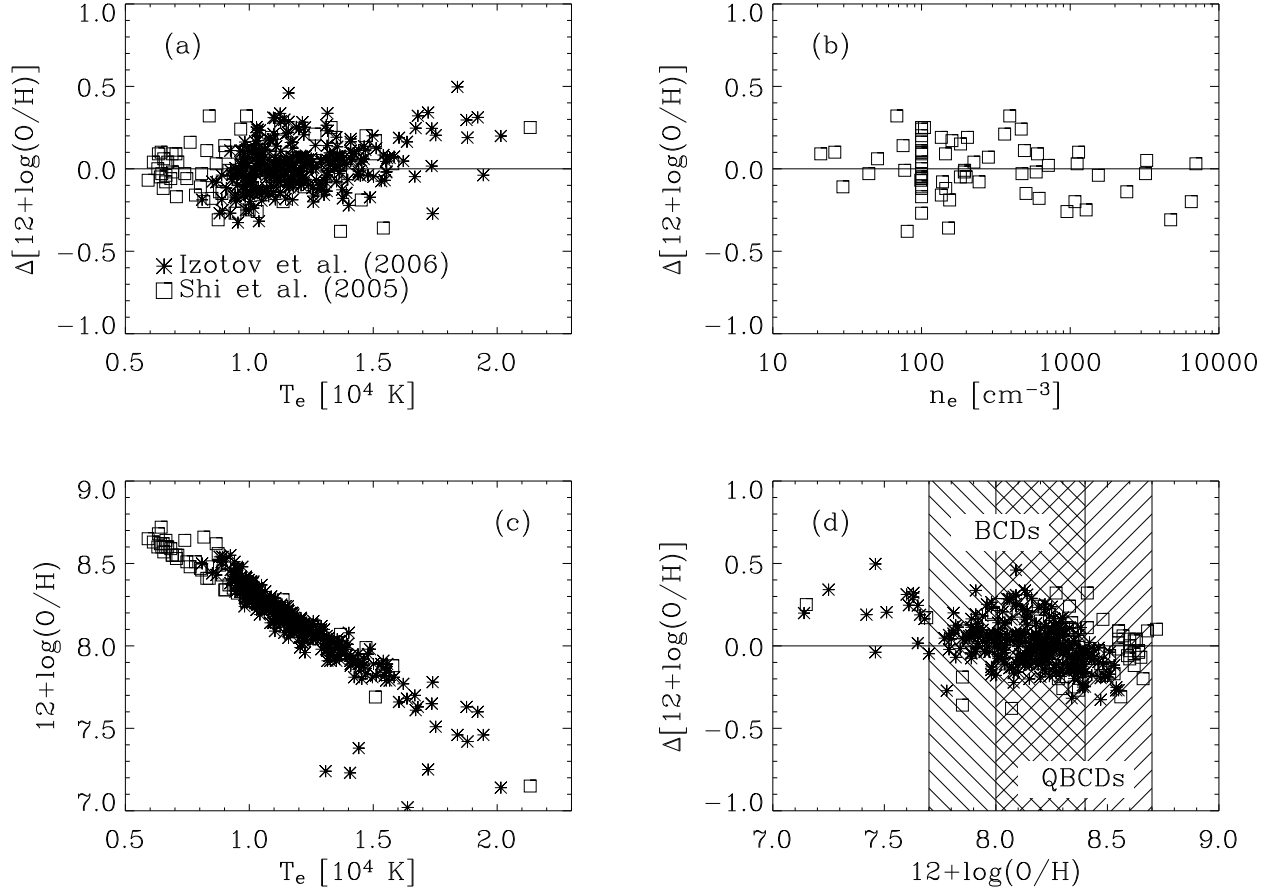 1.0
(a)
0.5
0.0
−0.5
−1.0
Δ[12+log(O/H)]
Izotov et al. (2006)
Shi et al. (2005)
0.5 1.0 1.5 2.0
Te [10⁴ K]
1.0
(b)
0.5
0.0
−0.5
−1.0
Δ[12+log(O/H)]
10 100 1000 10000
ne [cm⁻³]
9.0
(c)
8.5
8.0
7.5
7.0
12+log(O/H)
0.5 1.0 1.5 2.0
Te [10⁴ K]
1.0
(d)
BCDs
0.5
0.0
−0.5
QBCDs
−1.0
Δ[12+log(O/H)]
7.0 7.5 8.0 8.5 9.0
12+log(O/H)